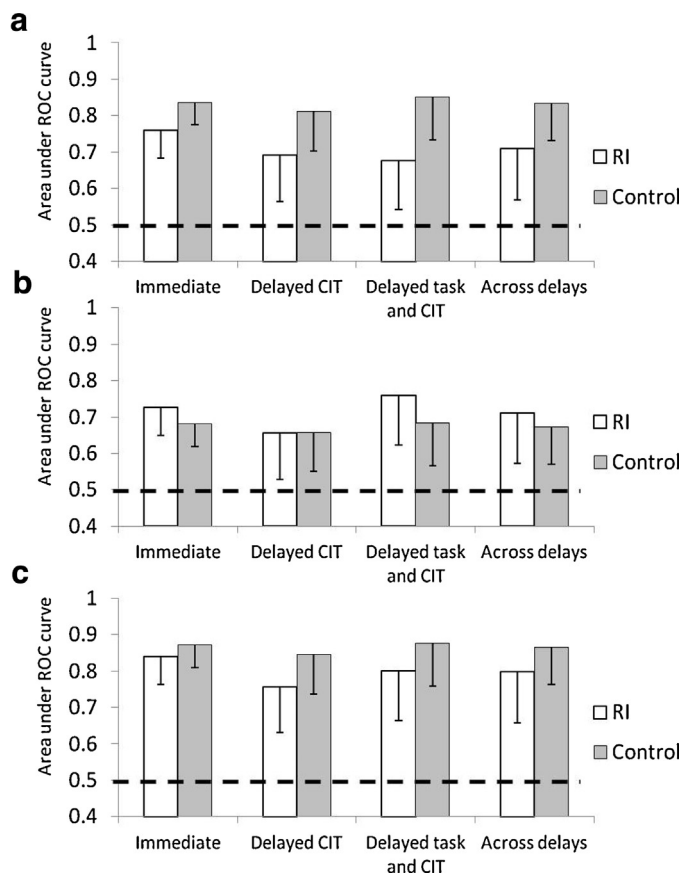 a
Area under ROC curve
1
0.9
0.8
0.7
0.6
0.5
0.4
Immediate
Delayed CIT
Delayed task
and CIT
Across delays
RI
Control
b
Area under ROC curve
1
0.9
0.8
0.7
0.6
0.5
0.4
Immediate
Delayed CIT
Delayed task
and CIT
Across delays
RI
Control
c
Area under ROC curve
1
0.9
0.8
0.7
0.6
0.5
0.4
Immediate
Delayed CIT
Delayed task
and CIT
Across delays
RI
Control